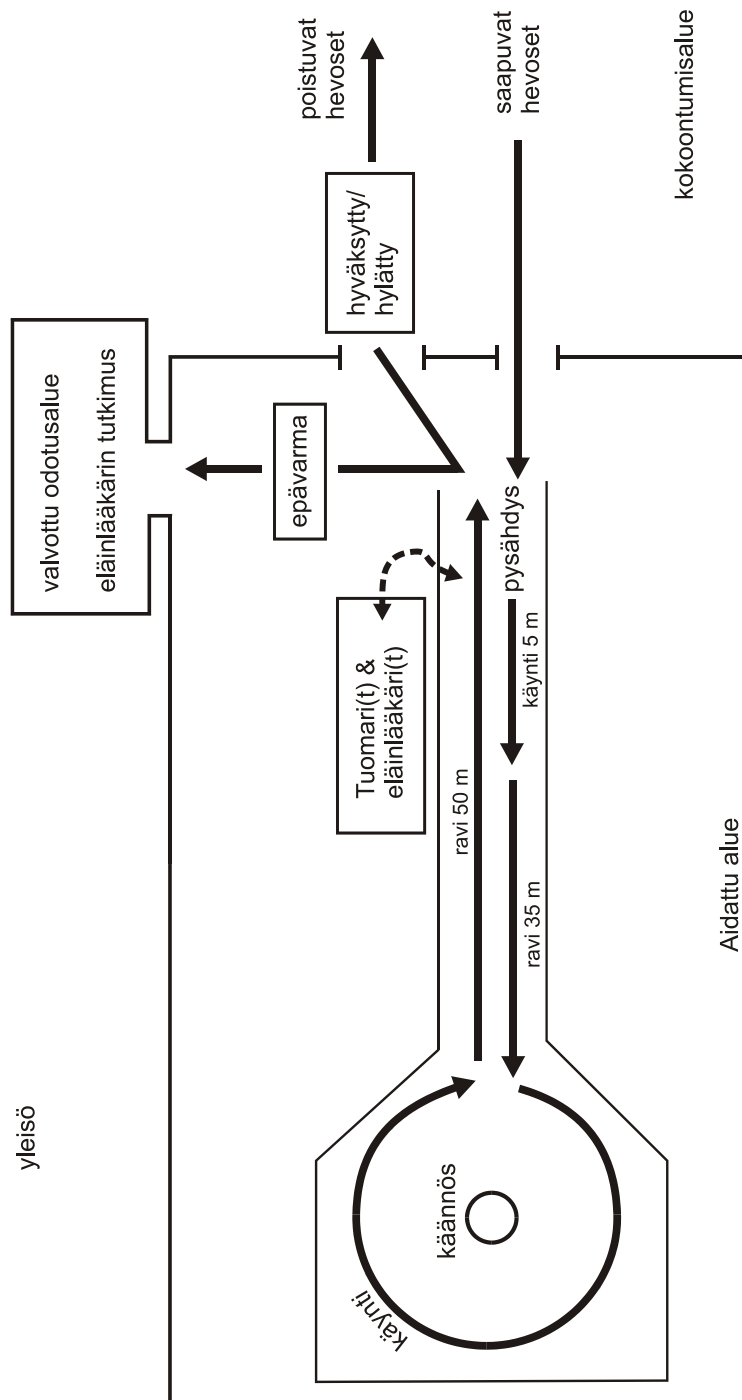 yleisö
valvottu odotusalue
eläinlääkärin tutkimus
epävarma
hyväksytty/
hylätty
poistuvat
hevoset
saapuvat
hevoset
kokoontumisalue
Tuomari(t) &
eläinlääkäri(t)
pysähdys
käynti 5 m
ravi 50 m
ravi 35 m
käännös
käynti
Aidattu alue